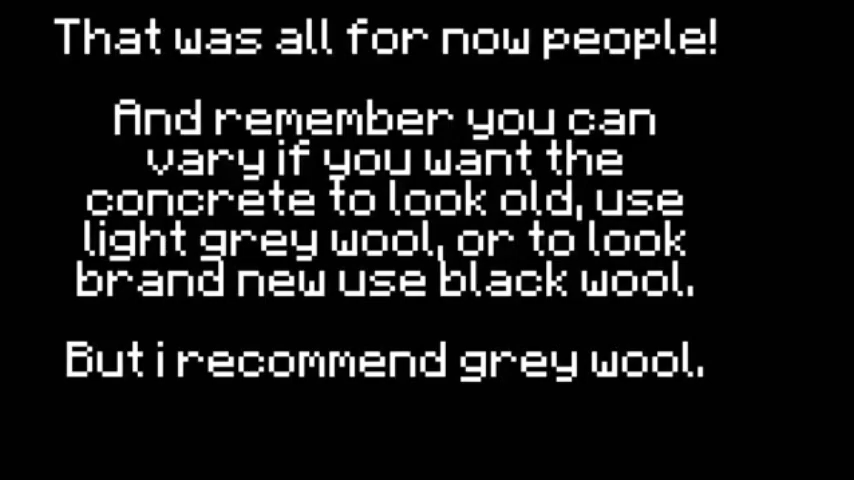 That was all for now people!
And remember you can
vary if you want the
concrete to look old, use
light grey wool, or to look
brand new use black wool.
But i recommend grey wool.